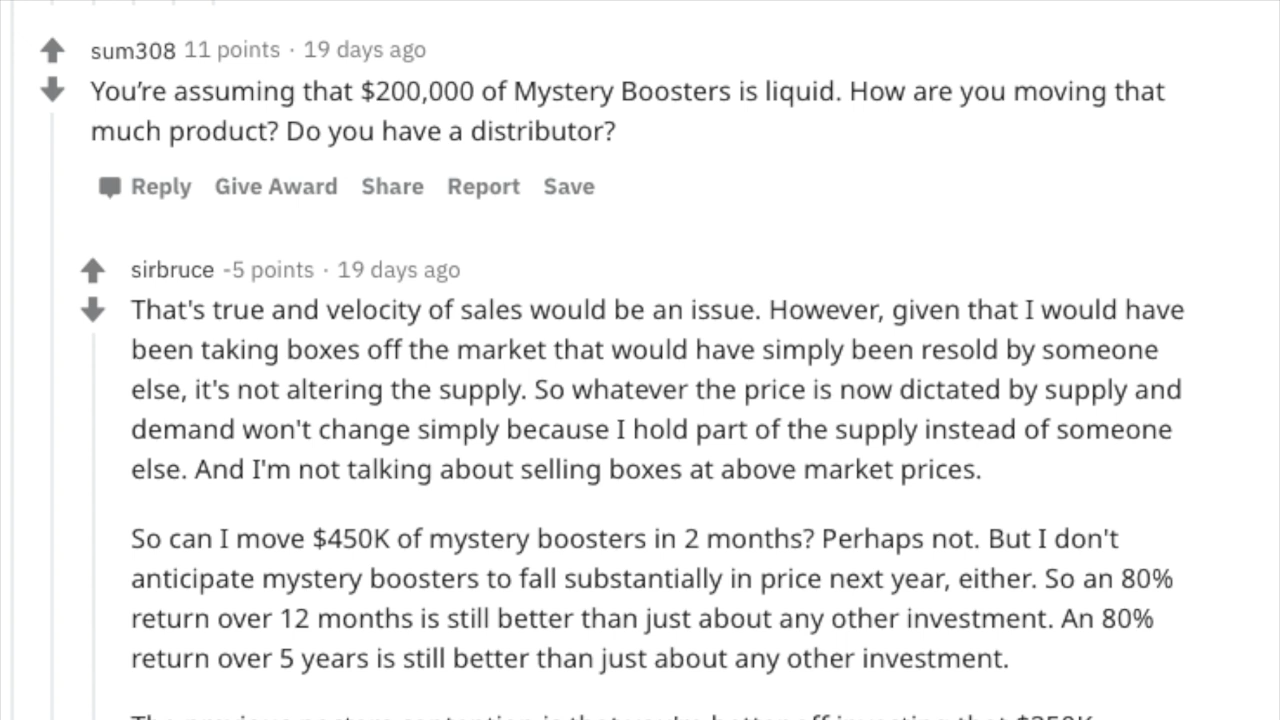 sum308 11 points · 19 days ago
You’re assuming that $200,000 of Mystery Boosters is liquid. How are you moving that
much product? Do you have a distributor?
Reply Give Award Share Report Save
sirbruce -5 points · 19 days ago
That's true and velocity of sales would be an issue. However, given that I would have
been taking boxes off the market that would have simply been resold by someone
else, it's not altering the supply. So whatever the price is now dictated by supply and
demand won't change simply because I hold part of the supply instead of someone
else. And I'm not talking about selling boxes at above market prices.
So can I move $450K of mystery boosters in 2 months? Perhaps not. But I don't
anticipate mystery boosters to fall substantially in price next year, either. So an 80%
return over 12 months is still better than just about any other investment. An 80%
return over 5 years is still better than just about any other investment.